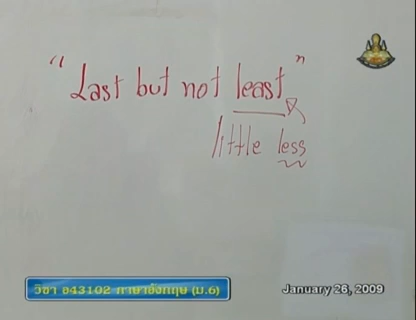 "Last but not least"
little less
วิชา อ43102 ภาษาอังกฤษ (ม.6)
January 26, 2009